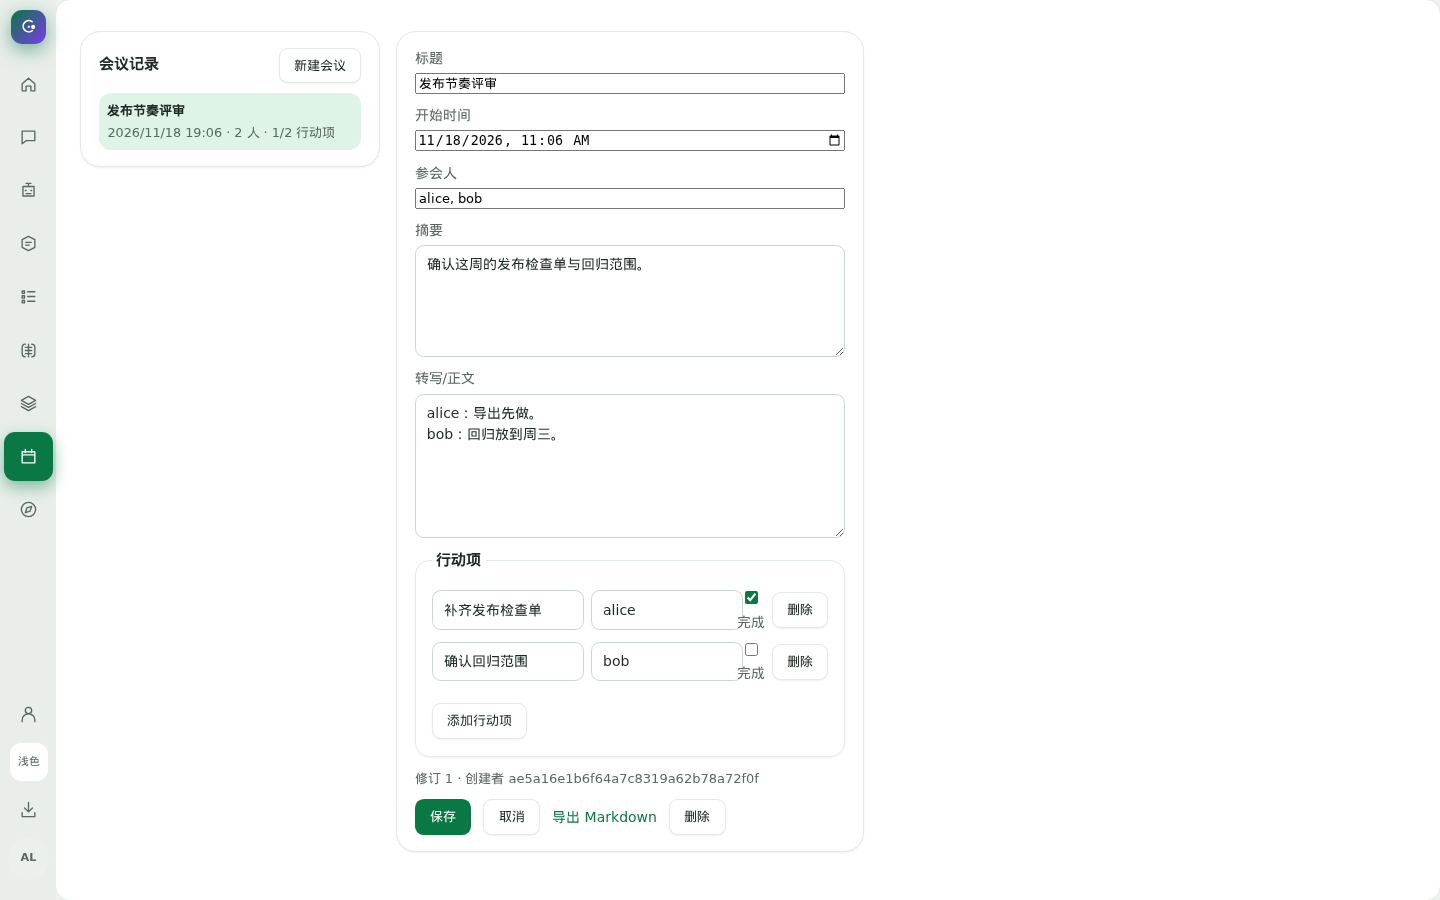 会议记录
新建会议
发布节奏评审
2026/11/18 19:06 · 2 人 · 1/2 行动项
标题
发布节奏评审
开始时间
11/18/2026, 11:06 AM
参会人
alice, bob
摘要
确认这周的发布检查单与回归范围。
转写/正文
alice：导出先做。
bob：回归放到周三。
行动项
补齐发布检查单
alice
完成
删除
确认回归范围
bob
完成
删除
添加行动项
修订 1 · 创建者 ae5a16e1b6f64a7c8319a62b78a72f0f
保存
取消
导出 Markdown
删除
浅色
AL